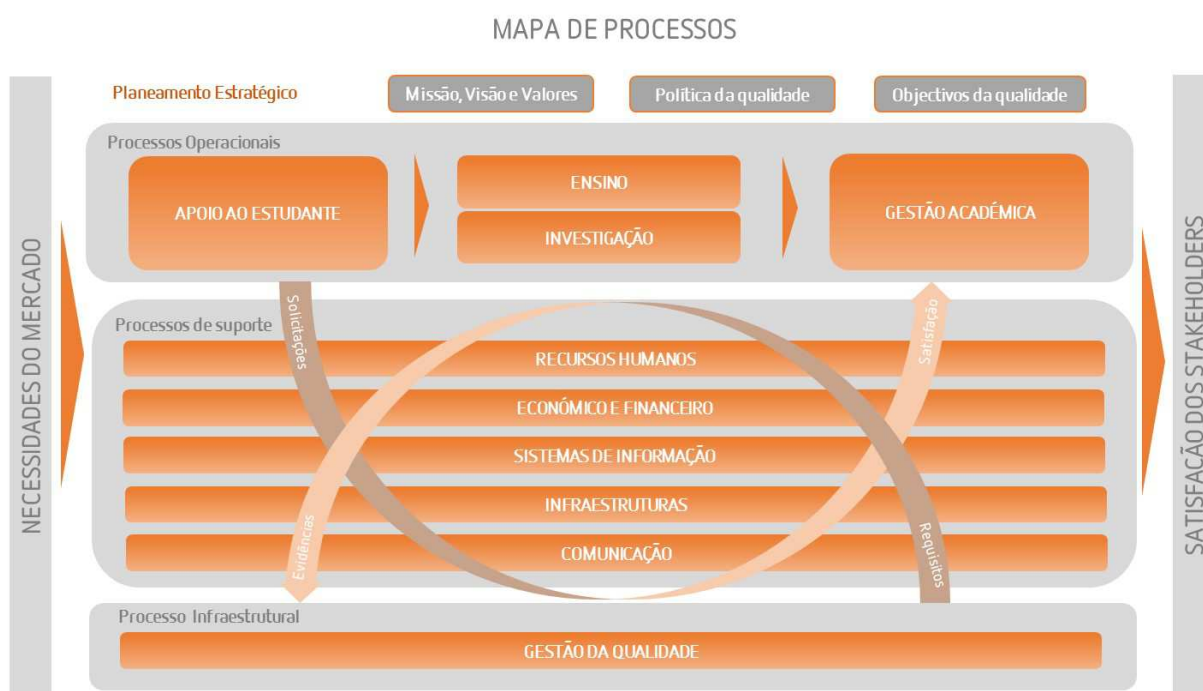 MAPA DE PROCESSOS
NECESSIDADES DO MERCADO
Planeamento Estratégico
Missão, Visão e Valores
Política da qualidade
Objectivos da qualidade
Processos Operacionais
APOIO AO ESTUDANTE
ENSINO
INVESTIGAÇÃO
GESTÃO ACADÉMICA
Solicitações
Satisfação
Processos de suporte
RECURSOS HUMANOS
ECONÓMICO E FINANCEIRO
SISTEMAS DE INFORMAÇÃO
INFRAESTRUTURAS
COMUNICAÇÃO
Evidências
Requisitos
Processo Infraestrutural
GESTÃO DA QUALIDADE
SATISFAÇÃO DOS STAKEHOLDERS